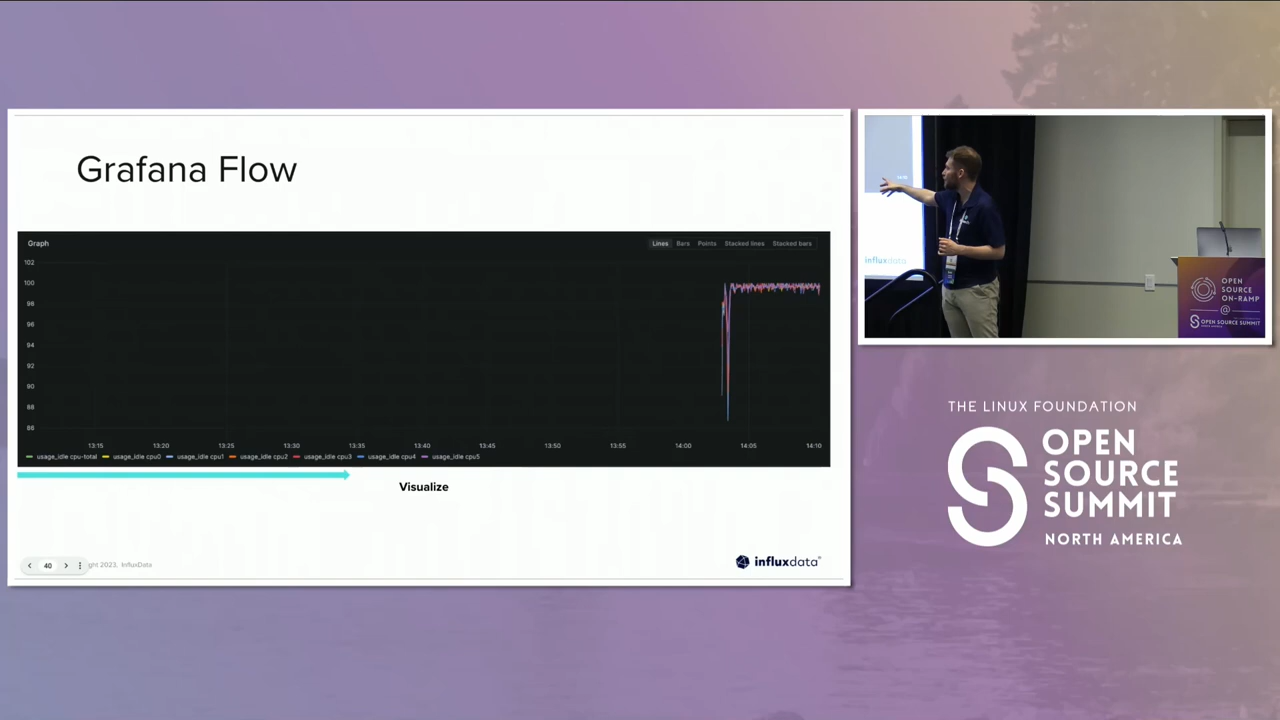 Grafana Flow
Graph
Lines Bars Points Stacked lines Stacked bars
102
100
98
96
94
92
90
88
86
13:15 13:20 13:25 13:30 13:35 13:40 13:45 13:50 13:55 14:00 14:05 14:10
usage_idle cpu-total usage_idle cpu0 usage_idle cpu1 usage_idle cpu2 usage_idle cpu3 usage_idle cpu4 usage_idle cpu5
Visualize
40
ght 2023, InfluxData
influxdata
influxdata
OPEN
SOURCE
ON-RAMP
@
OPEN SOURCE SUMMIT
THE LINUX FOUNDATION
OPEN
SOURCE
SUMMIT
NORTH AMERICA